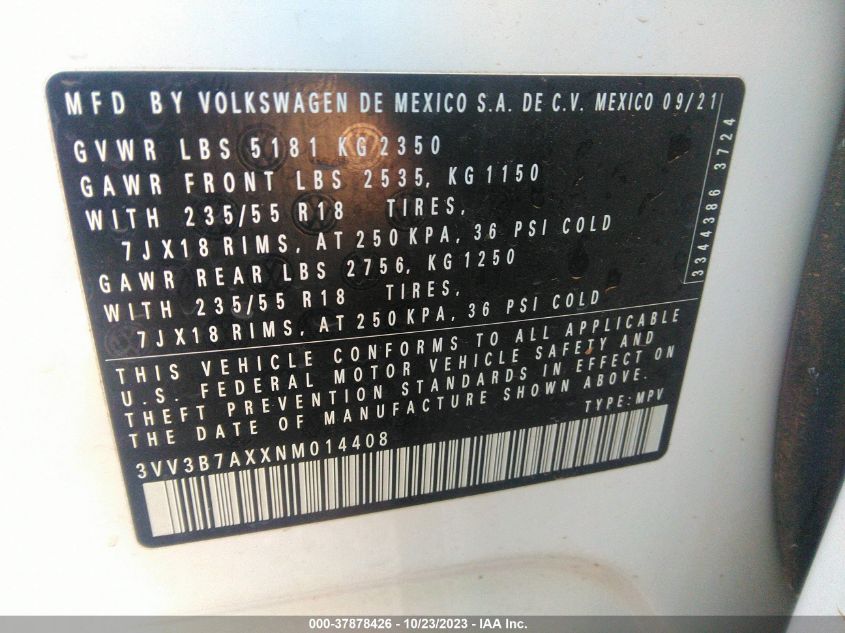 MFD BY VOLKSWAGEN DE MEXICO S.A. DE C.V. MEXICO 09/21
GVWR LBS 5181 KG 2350
GAWR FRONT LBS 2535, KG 1150
WITH 235/55 R18 TIRES,
7JX18 RIMS, AT 250 KPA, 36 PSI COLD
GAWR REAR LBS 2756, KG 1250
WITH 235/55 R18 TIRES,
7JX18 RIMS, AT 250 KPA, 36 PSI COLD
3344386 3724
THIS VEHICLE CONFORMS TO ALL APPLICABLE
U.S. FEDERAL MOTOR VEHICLE SAFETY AND
THEFT PREVENTION STANDARDS IN EFFECT ON
THE DATE OF MANUFACTURE SHOWN ABOVE.
TYPE: MPV
3VV3B7AXXNM014408
000-37878426 - 10/23/2023 - IAA Inc.